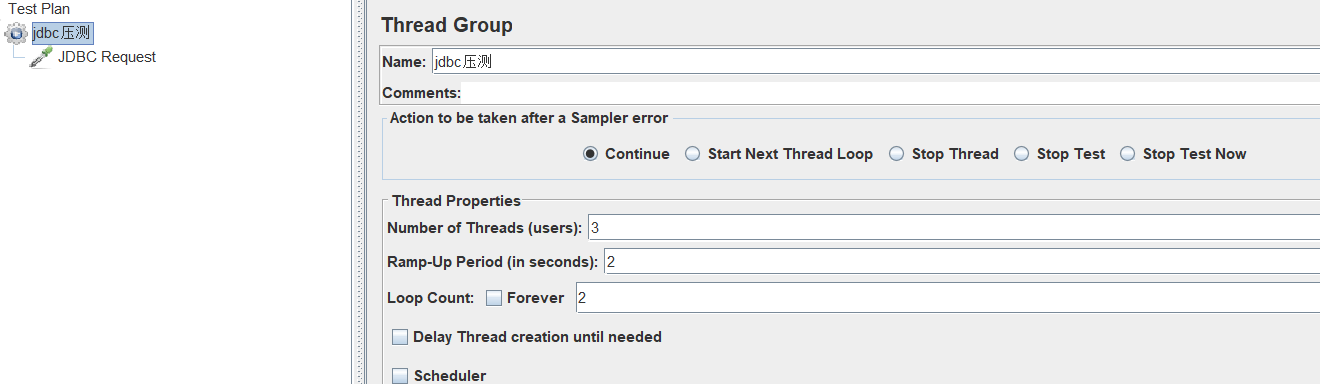 Test Plan
jdbc压测
JDBC Request
Thread Group
Name: jdbc压测
Comments:
Action to be taken after a Sampler error
Continue Start Next Thread Loop Stop Thread Stop Test Stop Test Now
Thread Properties
Number of Threads (users): 3
Ramp-Up Period (in seconds): 2
Loop Count: Forever 2
Delay Thread creation until needed
Scheduler